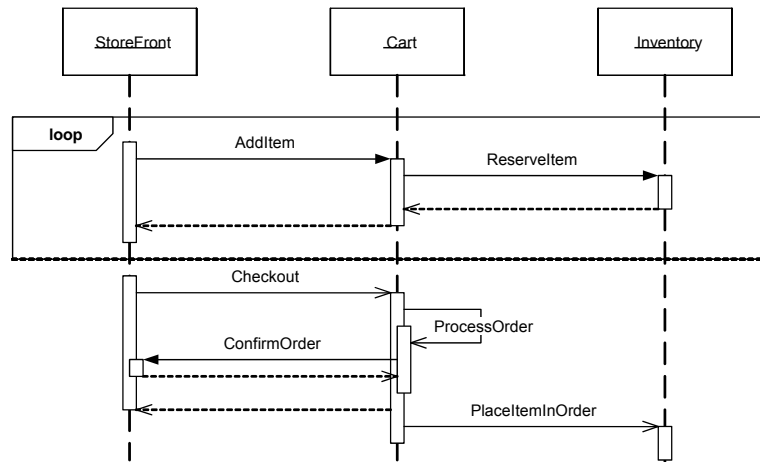 StoreFront
Cart
Inventory
loop
AddItem
ReserveItem
Checkout
ProcessOrder
ConfirmOrder
PlaceItemInOrder